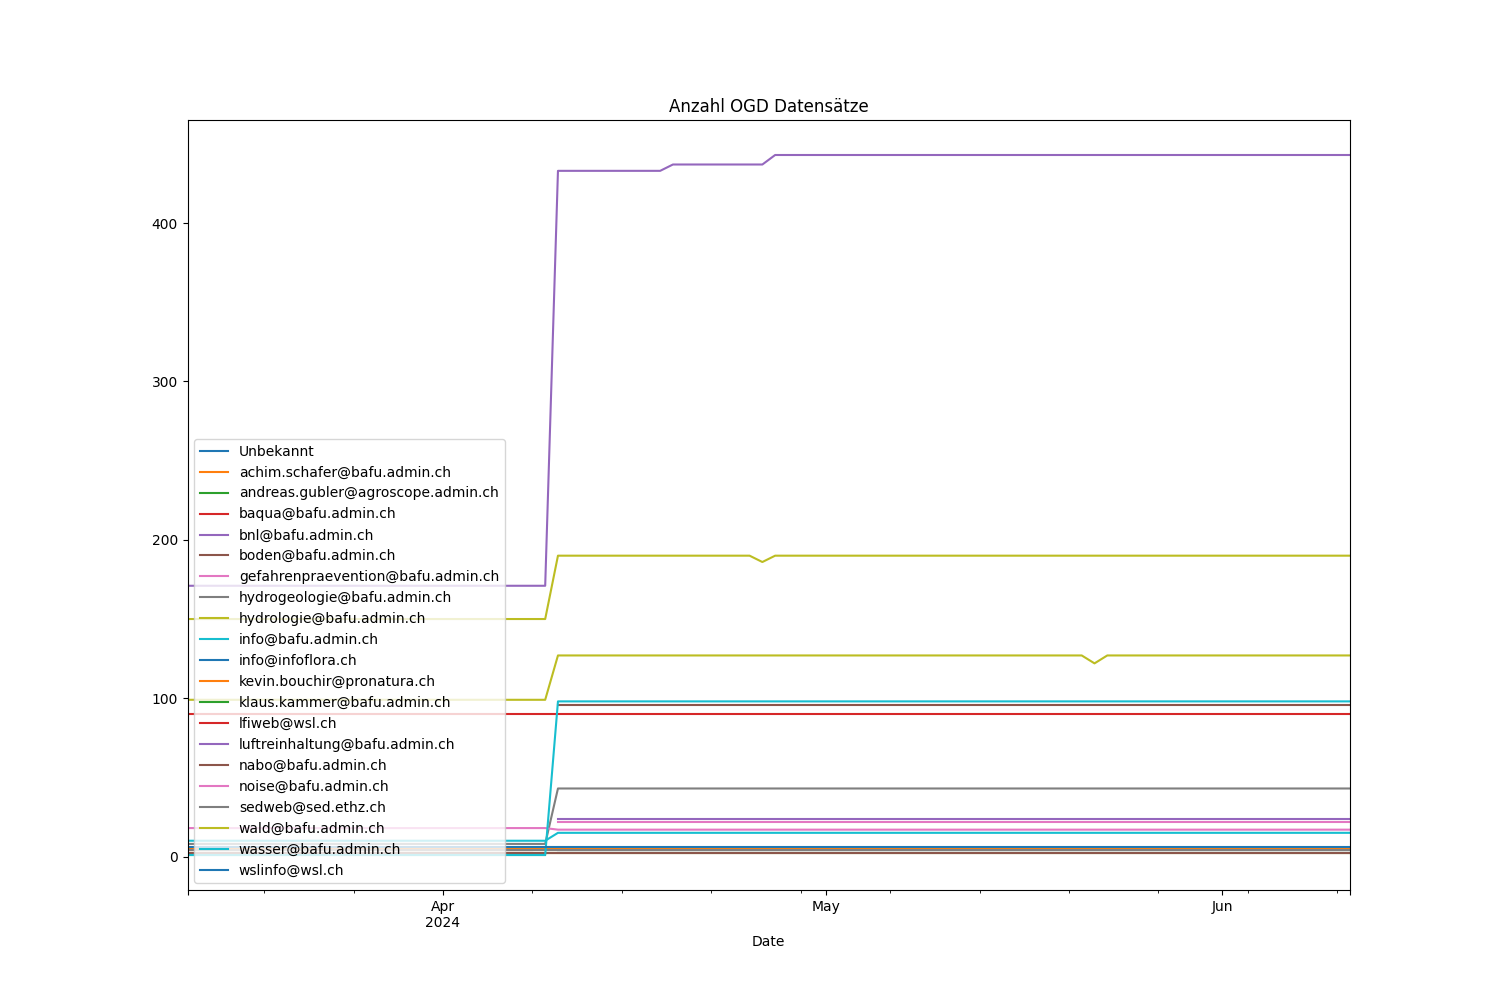 Anzahl OGD Datensätze
400
300
200
100
0
Unbekannt
achim.schafer@bafu.admin.ch
andreas.gubler@agroscope.admin.ch
baqua@bafu.admin.ch
bnl@bafu.admin.ch
boden@bafu.admin.ch
gefahrenpraevention@bafu.admin.ch
hydrogeologie@bafu.admin.ch
hydrologie@bafu.admin.ch
info@bafu.admin.ch
info@infoflora.ch
kevin.bouchir@pronatura.ch
klaus.kammer@bafu.admin.ch
lfiweb@wsl.ch
luftreinhaltung@bafu.admin.ch
nabo@bafu.admin.ch
noise@bafu.admin.ch
sedweb@sed.ethz.ch
wald@bafu.admin.ch
wasser@bafu.admin.ch
wslinfo@wsl.ch
Apr May Jun
2024
Date